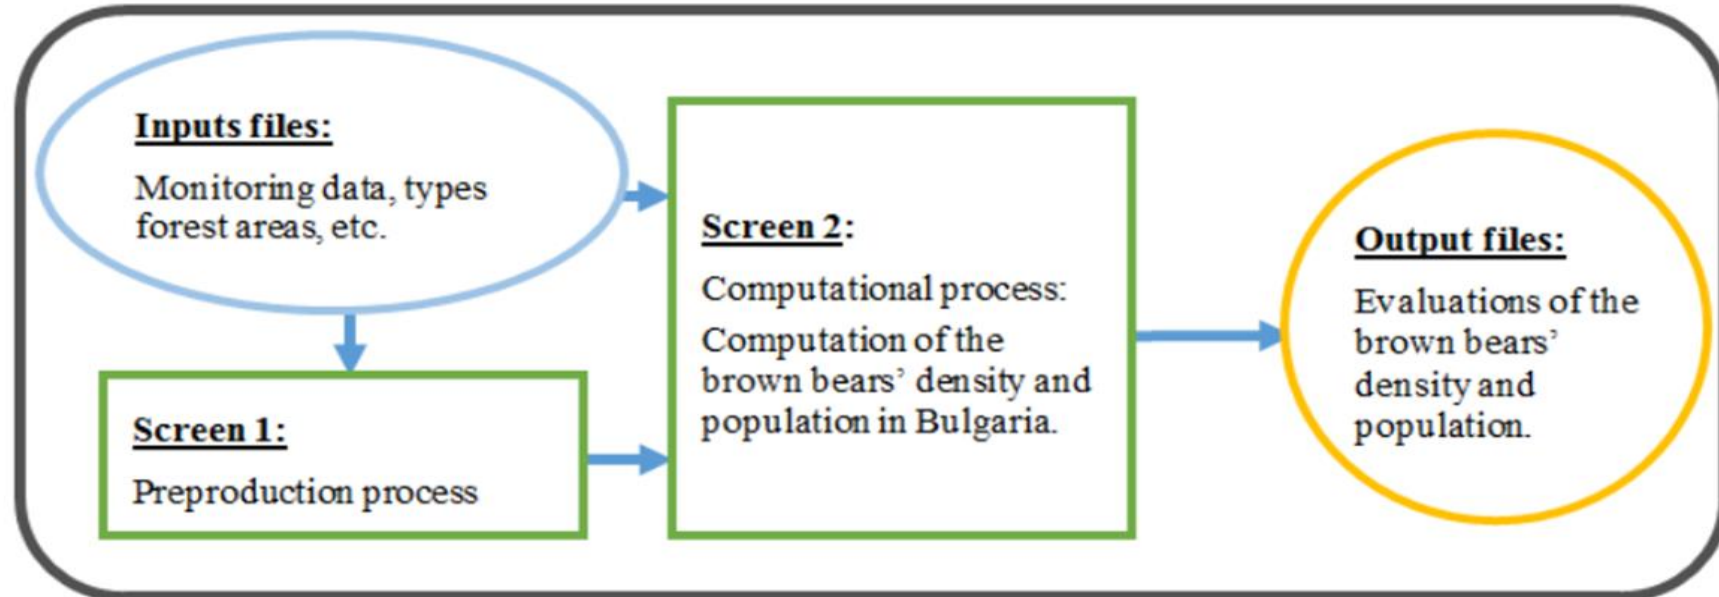 Inputs files:
Monitoring data, types
forest areas, etc.
Screen 1:
Preproduction process
Screen 2:
Computational process:
Computation of the
brown bears’ density and
population in Bulgaria.
Output files:
Evaluations of the
brown bears’
density and
population.